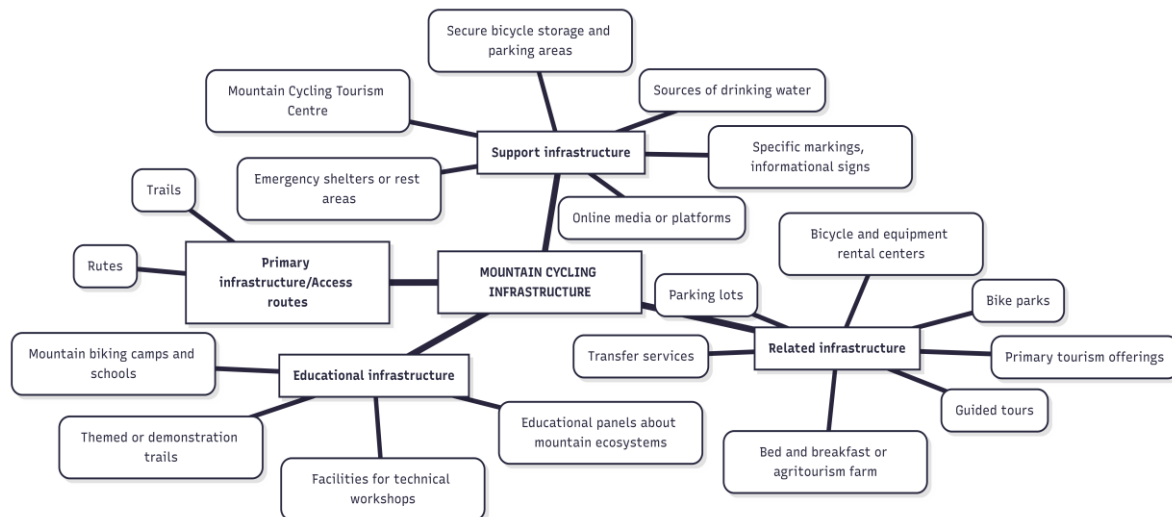 Secure bicycle storage and
parking areas
Mountain Cycling Tourism
Centre
Sources of drinking water
Support infrastructure
Specific markings,
informational signs
Emergency shelters or rest
areas
Online media or platforms
Trails
Rutes
Primary
infrastructure/Access
routes
MOUNTAIN CYCLING
INFRASTRUCTURE
Bicycle and equipment
rental centers
Parking lots
Bike parks
Transfer services
Related infrastructure
Primary tourism offerings
Guided tours
Bed and breakfast or
agritourism farm
Mountain biking camps and
schools
Educational infrastructure
Themed or demonstration
trails
Facilities for technical
workshops
Educational panels about
mountain ecosystems